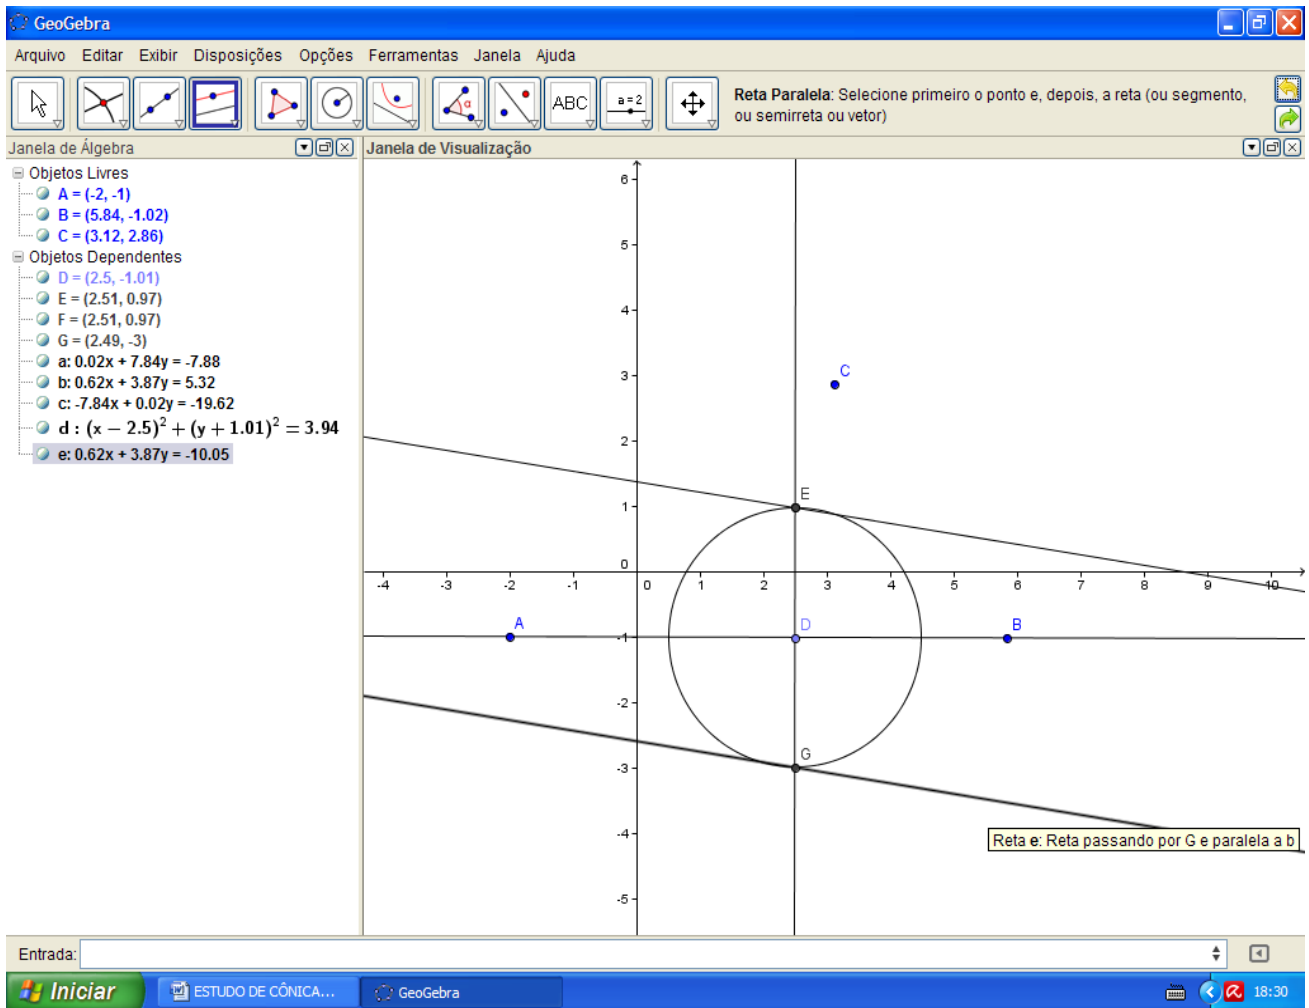 GeoGebra
Arquivo Editar Exibir Disposições Opções Ferramentas Janela Ajuda
ABC
a = 2
α
Reta Paralela: Selecione primeiro o ponto e, depois, a reta (ou segmento,
ou semirreta ou vetor)
Janela de Álgebra
Janela de Visualização
Objetos Livres
A = (-2, -1)
B = (5.84, -1.02)
C = (3.12, 2.86)
Objetos Dependentes
D = (2.5, -1.01)
E = (2.51, 0.97)
F = (2.51, 0.97)
G = (2.49, -3)
a: 0.02x + 7.84y = -7.88
b: 0.62x + 3.87y = 5.32
c: -7.84x + 0.02y = -19.62
d : (x − 2.5)² + (y + 1.01)² = 3.94
e: 0.62x + 3.87y = -10.05
6
5
4
3
C
2
E
1
0
-4 -3 -2 -1 0 1 2 3 4 5 6 7 8 9 10
A D B
-1
-2
G
-3
-4
Reta e: Reta passando por G e paralela a b
-5
Entrada:
Iniciar
ESTUDO DE CÔNICA...
GeoGebra
18:30